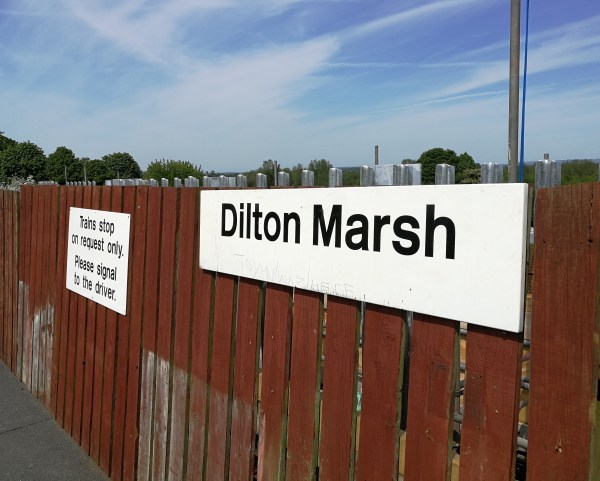 Trains stop
on request only.
Please signal
to the driver.
Dilton Marsh